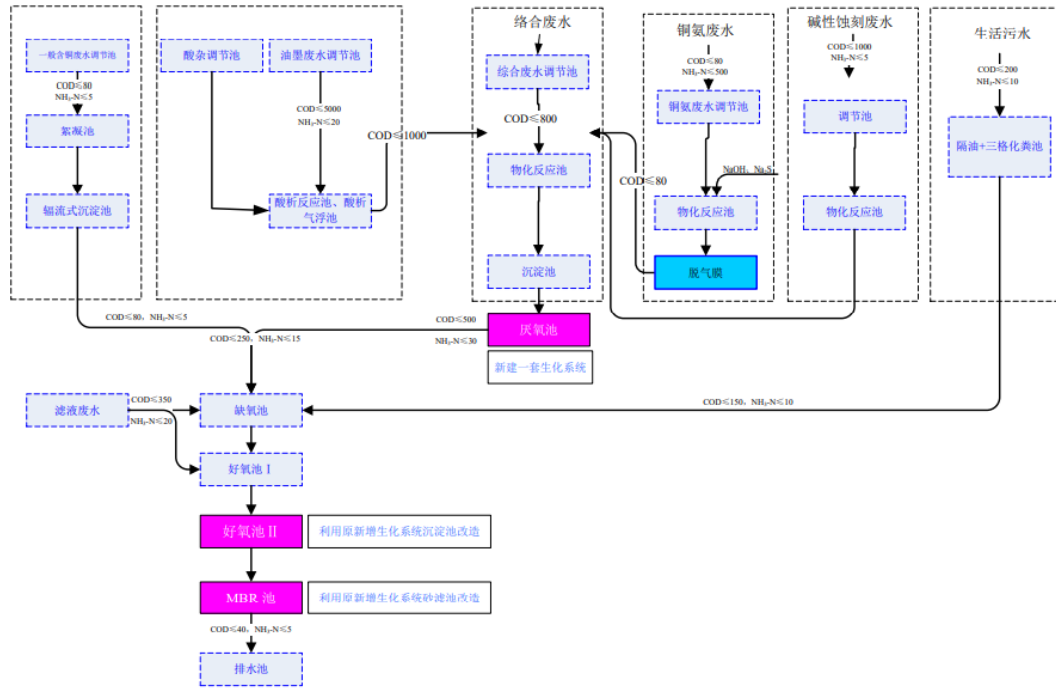 络合废水
铜氨废水
碱性蚀刻废水
生活污水
一般含铜废水调节池
酸杂调节池
油墨废水调节池
综合废水调节池
COD≤80
NH₃-N≤500
COD≤1000
NH₃-N≤5
COD≤200
NH₃-N≤10
COD≤80
NH₃-N≤5
COD≤5000
NH₃-N≤20
COD≤1000
COD≤800
铜氨废水调节池
调节池
絮凝池
隔油+三格化粪池
物化反应池
COD≤80
NaOH、Na₂S
辐流式沉淀池
酸析反应池、酸析
气浮池
物化反应池
物化反应池
沉淀池
脱气膜
COD≤80，NH₃-N≤5
COD≤500
NH₃-N≤30
厌氧池
COD≤250，NH₃-N≤15
新建一套生化系统
滤液废水
COD≤350
NH₃-N≤20
缺氧池
COD≤150，NH₃-N≤10
好氧池Ⅰ
好氧池Ⅱ
利用原新增生化系统沉淀池改造
MBR 池
利用原新增生化系统砂滤池改造
COD≤40，NH₃-N≤5
排水池